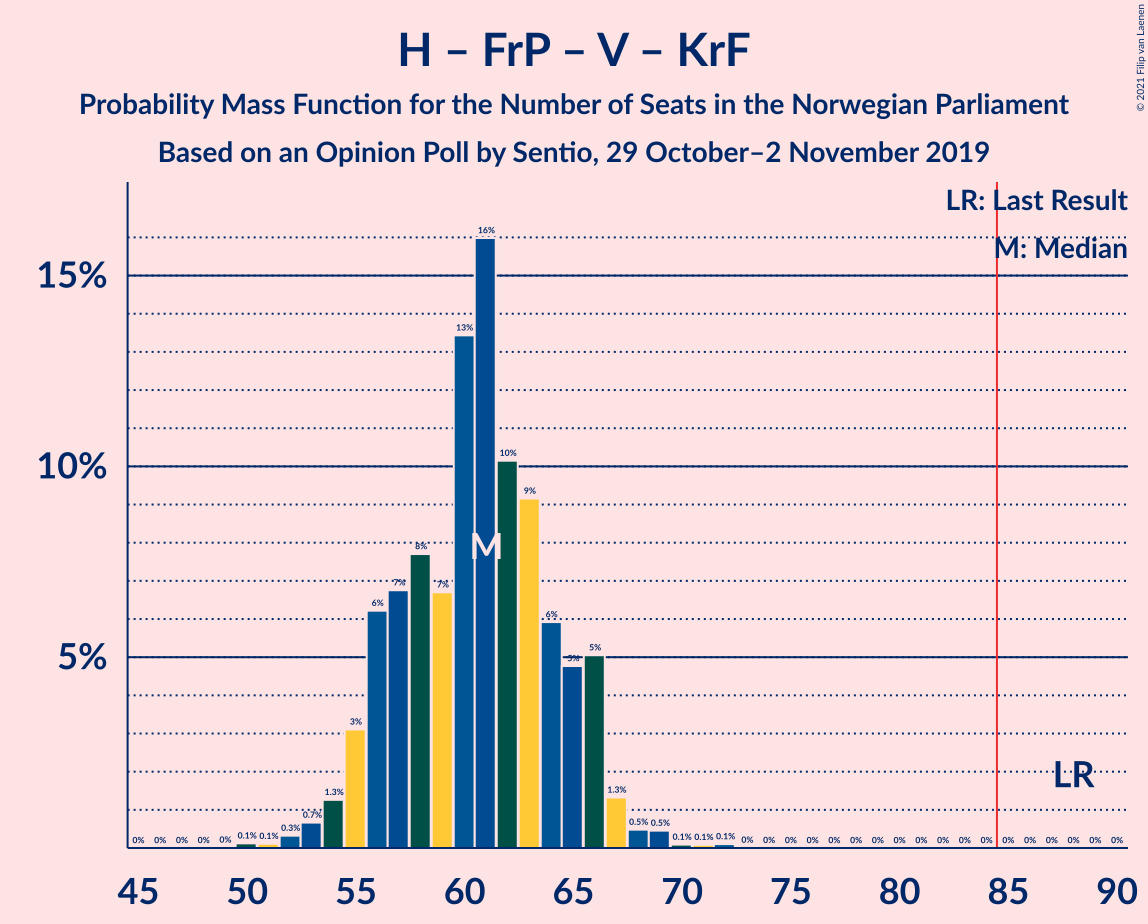 H – FrP – V – KrF
Probability Mass Function for the Number of Seats in the Norwegian Parliament
Based on an Opinion Poll by Sentio, 29 October–2 November 2019
© 2021 Filip van Laenen
LR: Last Result
M: Median
15%
10%
5%
0% 0% 0% 0% 0% 0.1% 0.1% 0.3% 0.7% 1.3% 3% 6% 7% 8% 7% 13% 16% 10% 9% 6% 5% 5% 1.3% 0.5% 0.5% 0.1% 0.1% 0.1% 0% 0% 0% 0% 0% 0% 0% 0% 0% 0% 0% 0% 0% 0% 0% 0% 0% 0%
M
LR
45 50 55 60 65 70 75 80 85 90